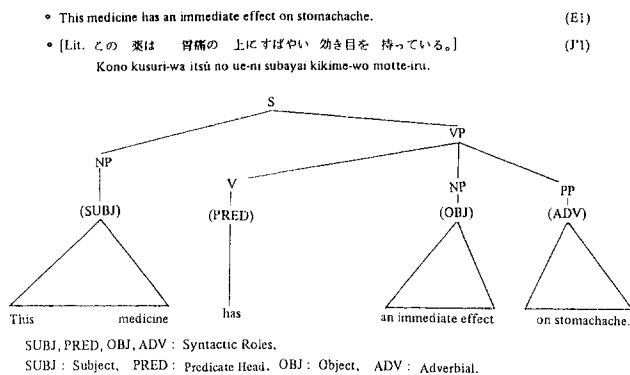 • This medicine has an immediate effect on stomachache. (E1)
• [Lit. この 薬は 胃痛の 上にすばやい 効き目を 持っている。] (J'1)
Kono kusuri-wa itsū no ue-ni subayai kikime-wo motte-iru.
S
NP VP
V NP PP
(SUBJ) (PRED) (OBJ) (ADV)
This medicine has an immediate effect on stomachache.
SUBJ, PRED, OBJ, ADV : Syntactic Roles.
SUBJ : Subject, PRED : Predicate Head, OBJ : Object, ADV : Adverbial.